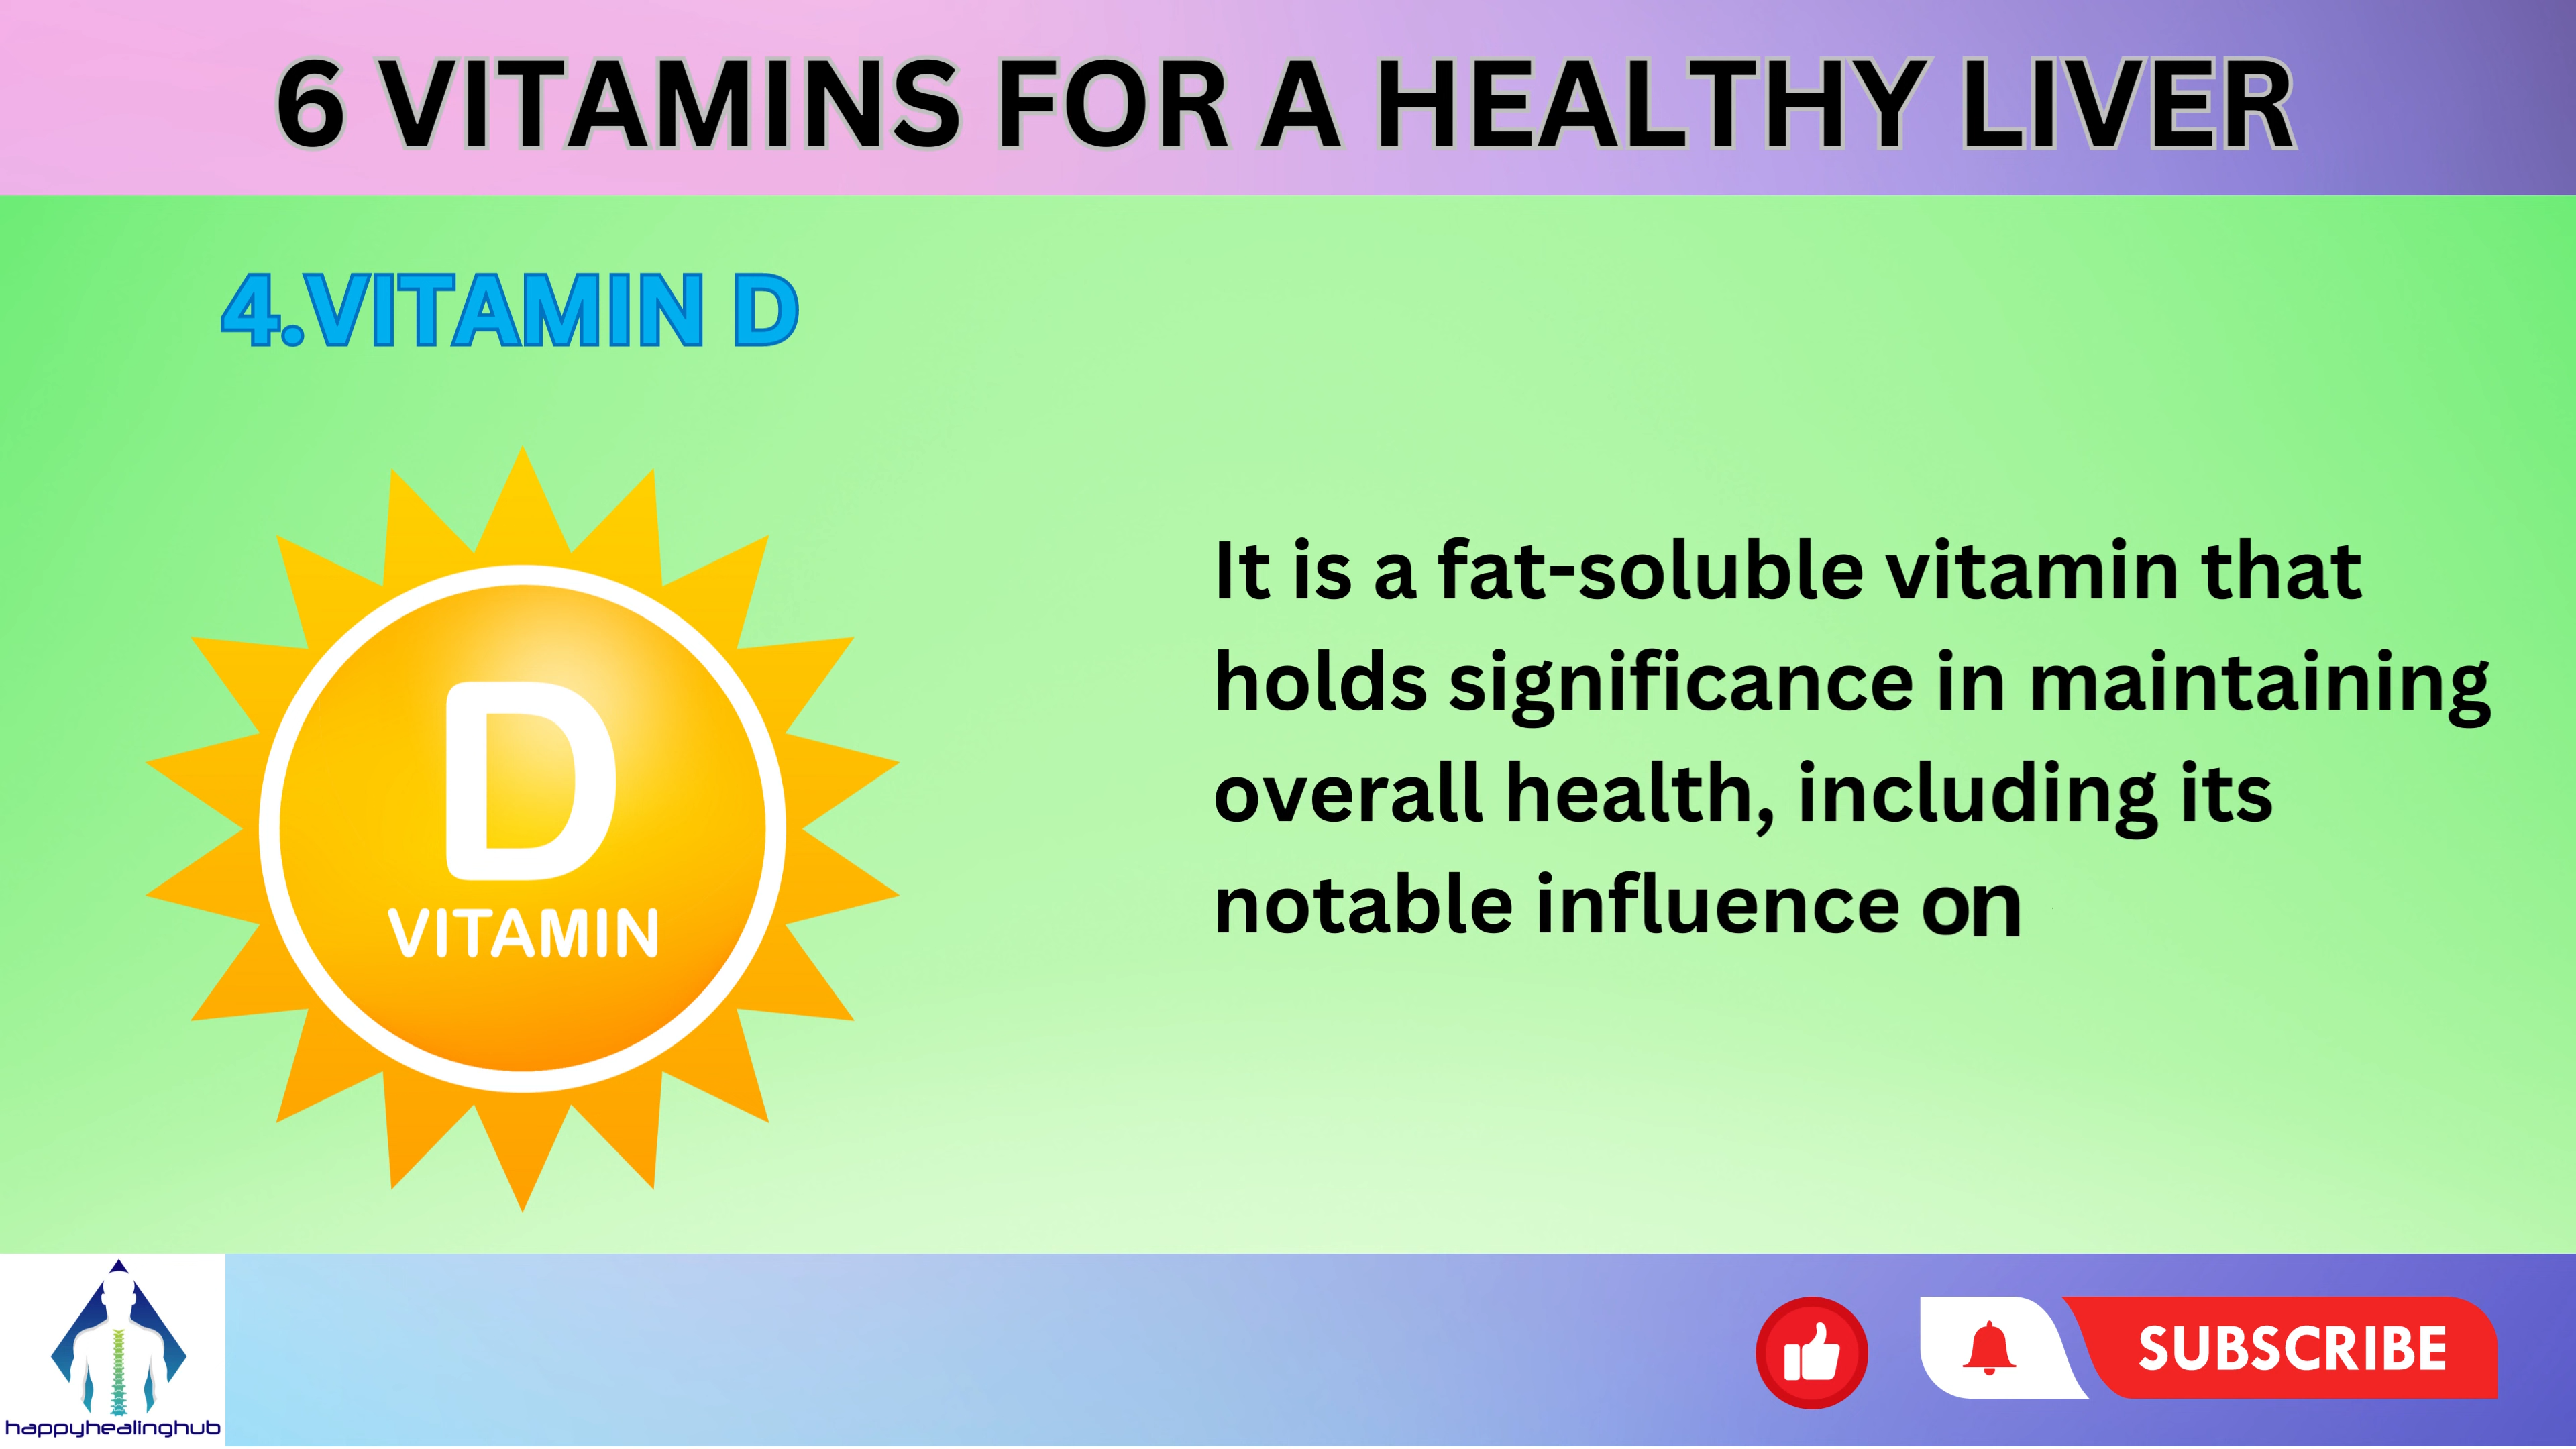 6 VITAMINS FOR A HEALTHY LIVER
4.VITAMIN D
D
VITAMIN
It is a fat-soluble vitamin that
holds significance in maintaining
overall health, including its
notable influence on
happyhealinghub
SUBSCRIBE